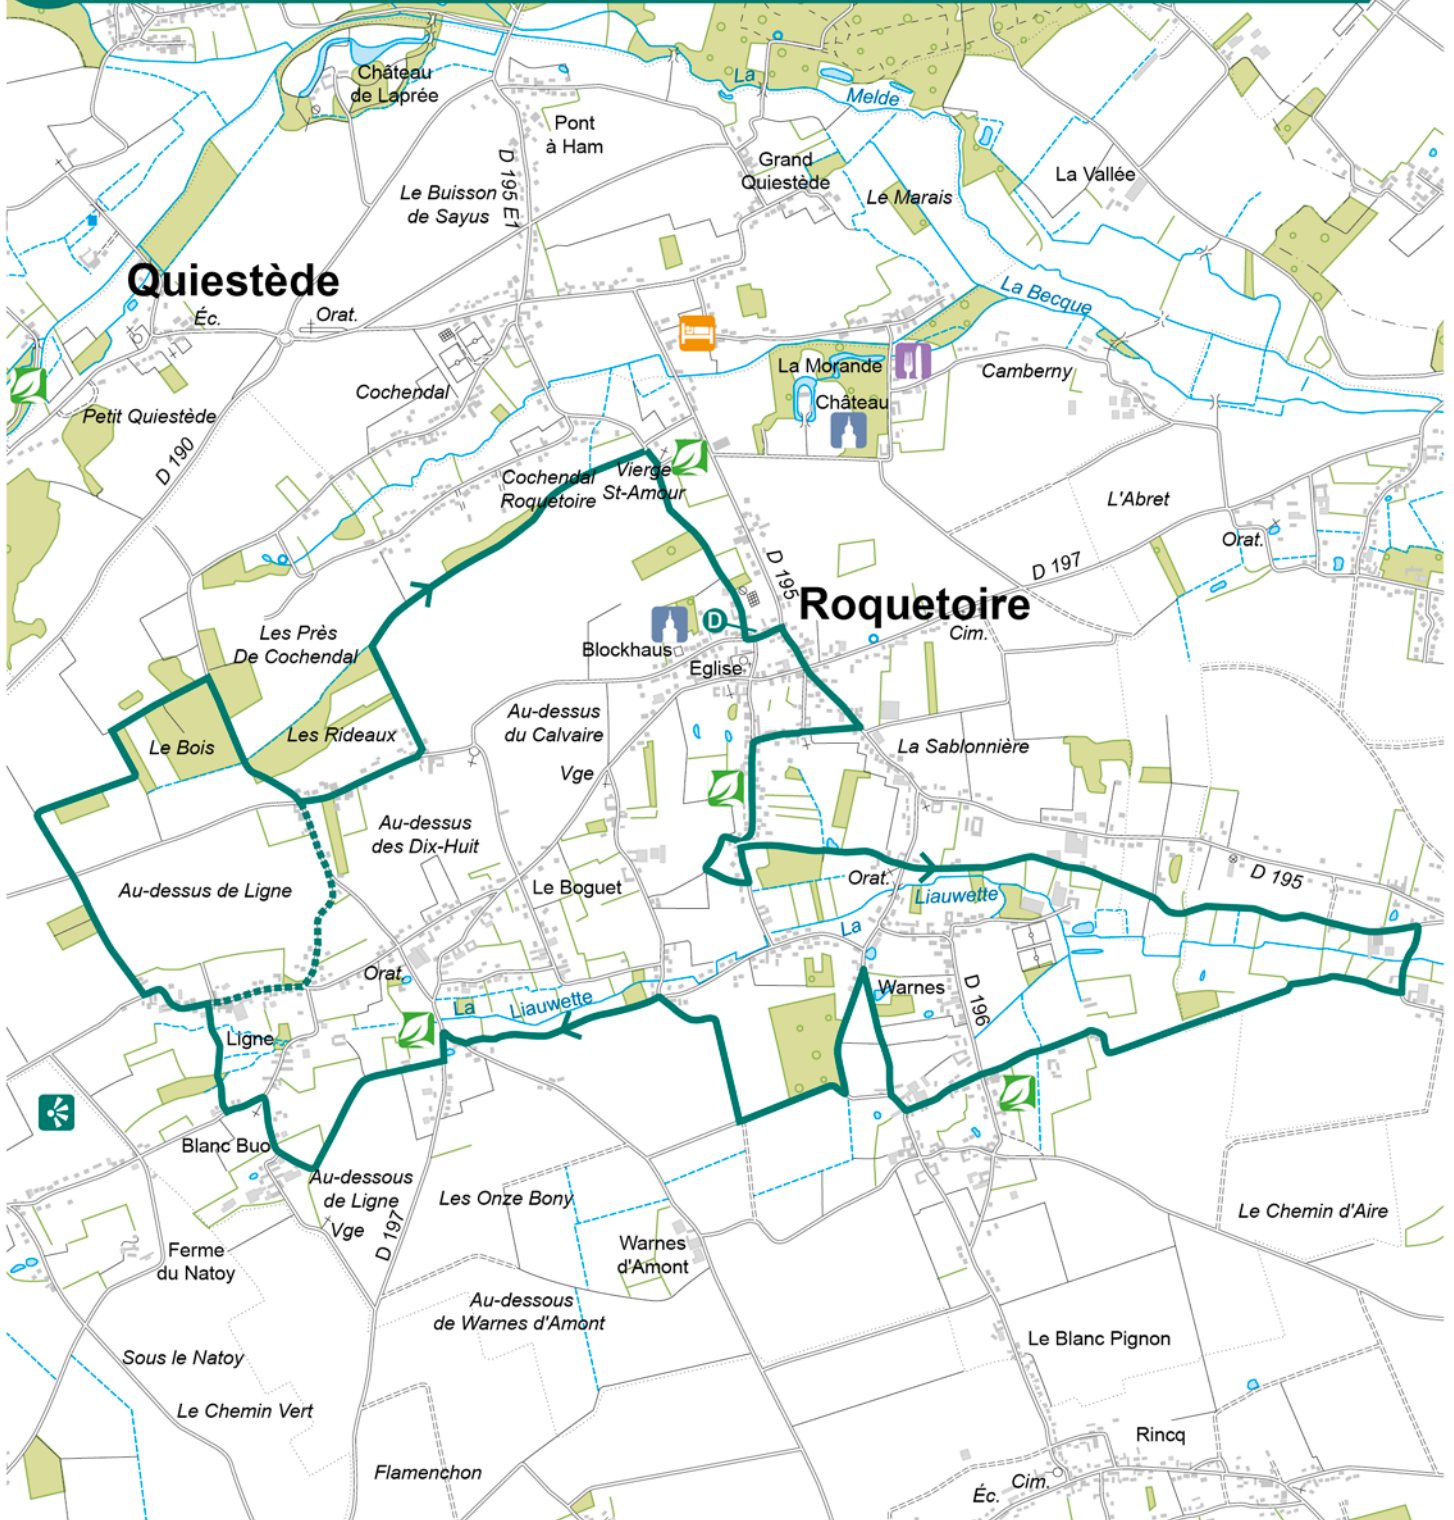 Château
de Laprée
La
Melde
Pont
à Ham
D 195 E1
Grand
Quiestède
La Vallée
Le Buisson
de Sayus
Le Marais
Quiestède
Éc.
Orat.
La Becque
La Morande
Château
Camberny
Cochendal
Petit Quiestède
D 190
Cochendal
Roquetoire
Vierge
St-Amour
L'Abret
Orat.
D 195
D 197
Roquetoire
D
Cim.
Blockhaus
Eglise
Les Près
De Cochendal
Au-dessus
du Calvaire
Le Bois
Les Rideaux
La Sablonnière
Vge
Au-dessus
des Dix-Huit
Au-dessus de Ligne
Le Boguet
Orat.
D 195
Liauwette
La
Orat.
Warnes
D 196
La
Liauwette
Ligne
Blanc Buo
Au-dessous
de Ligne
Vge
D 197
Les Onze Bony
Le Chemin d'Aire
Ferme
du Natoy
Warnes
d'Amont
Au-dessous
de Warnes d'Amont
Le Blanc Pignon
Sous le Natoy
Le Chemin Vert
Rincq
Flamenchon
Éc.
Cim.